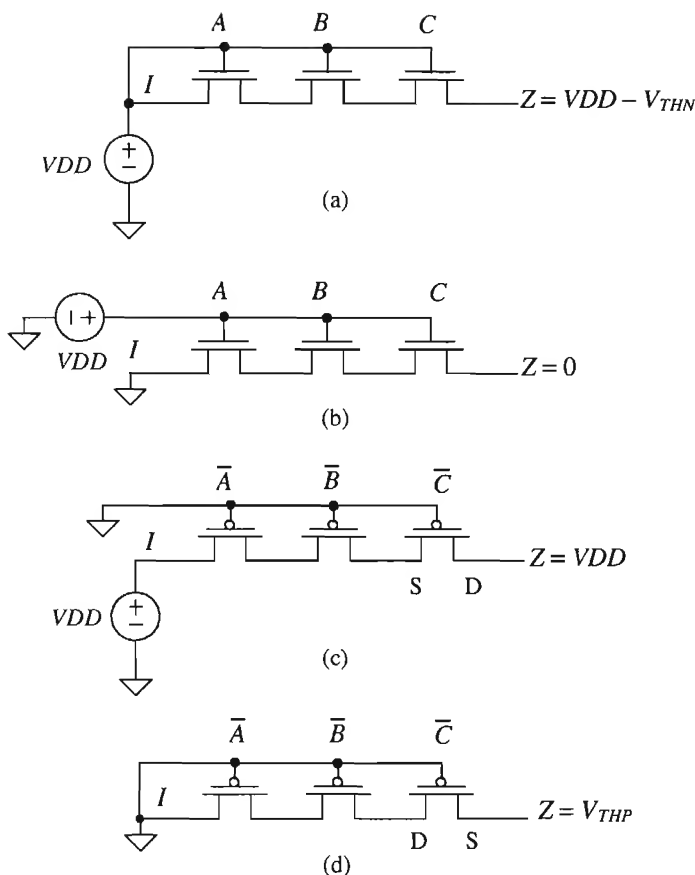 A B C
I
Z = VDD − V_THN
+
−
VDD
(a)
A B C
− +
VDD
I
Z = 0
(b)
A̅ B̅ C̅
I
Z = VDD
S D
+
−
VDD
(c)
A̅ B̅ C̅
I
Z = V_THP
D S
(d)